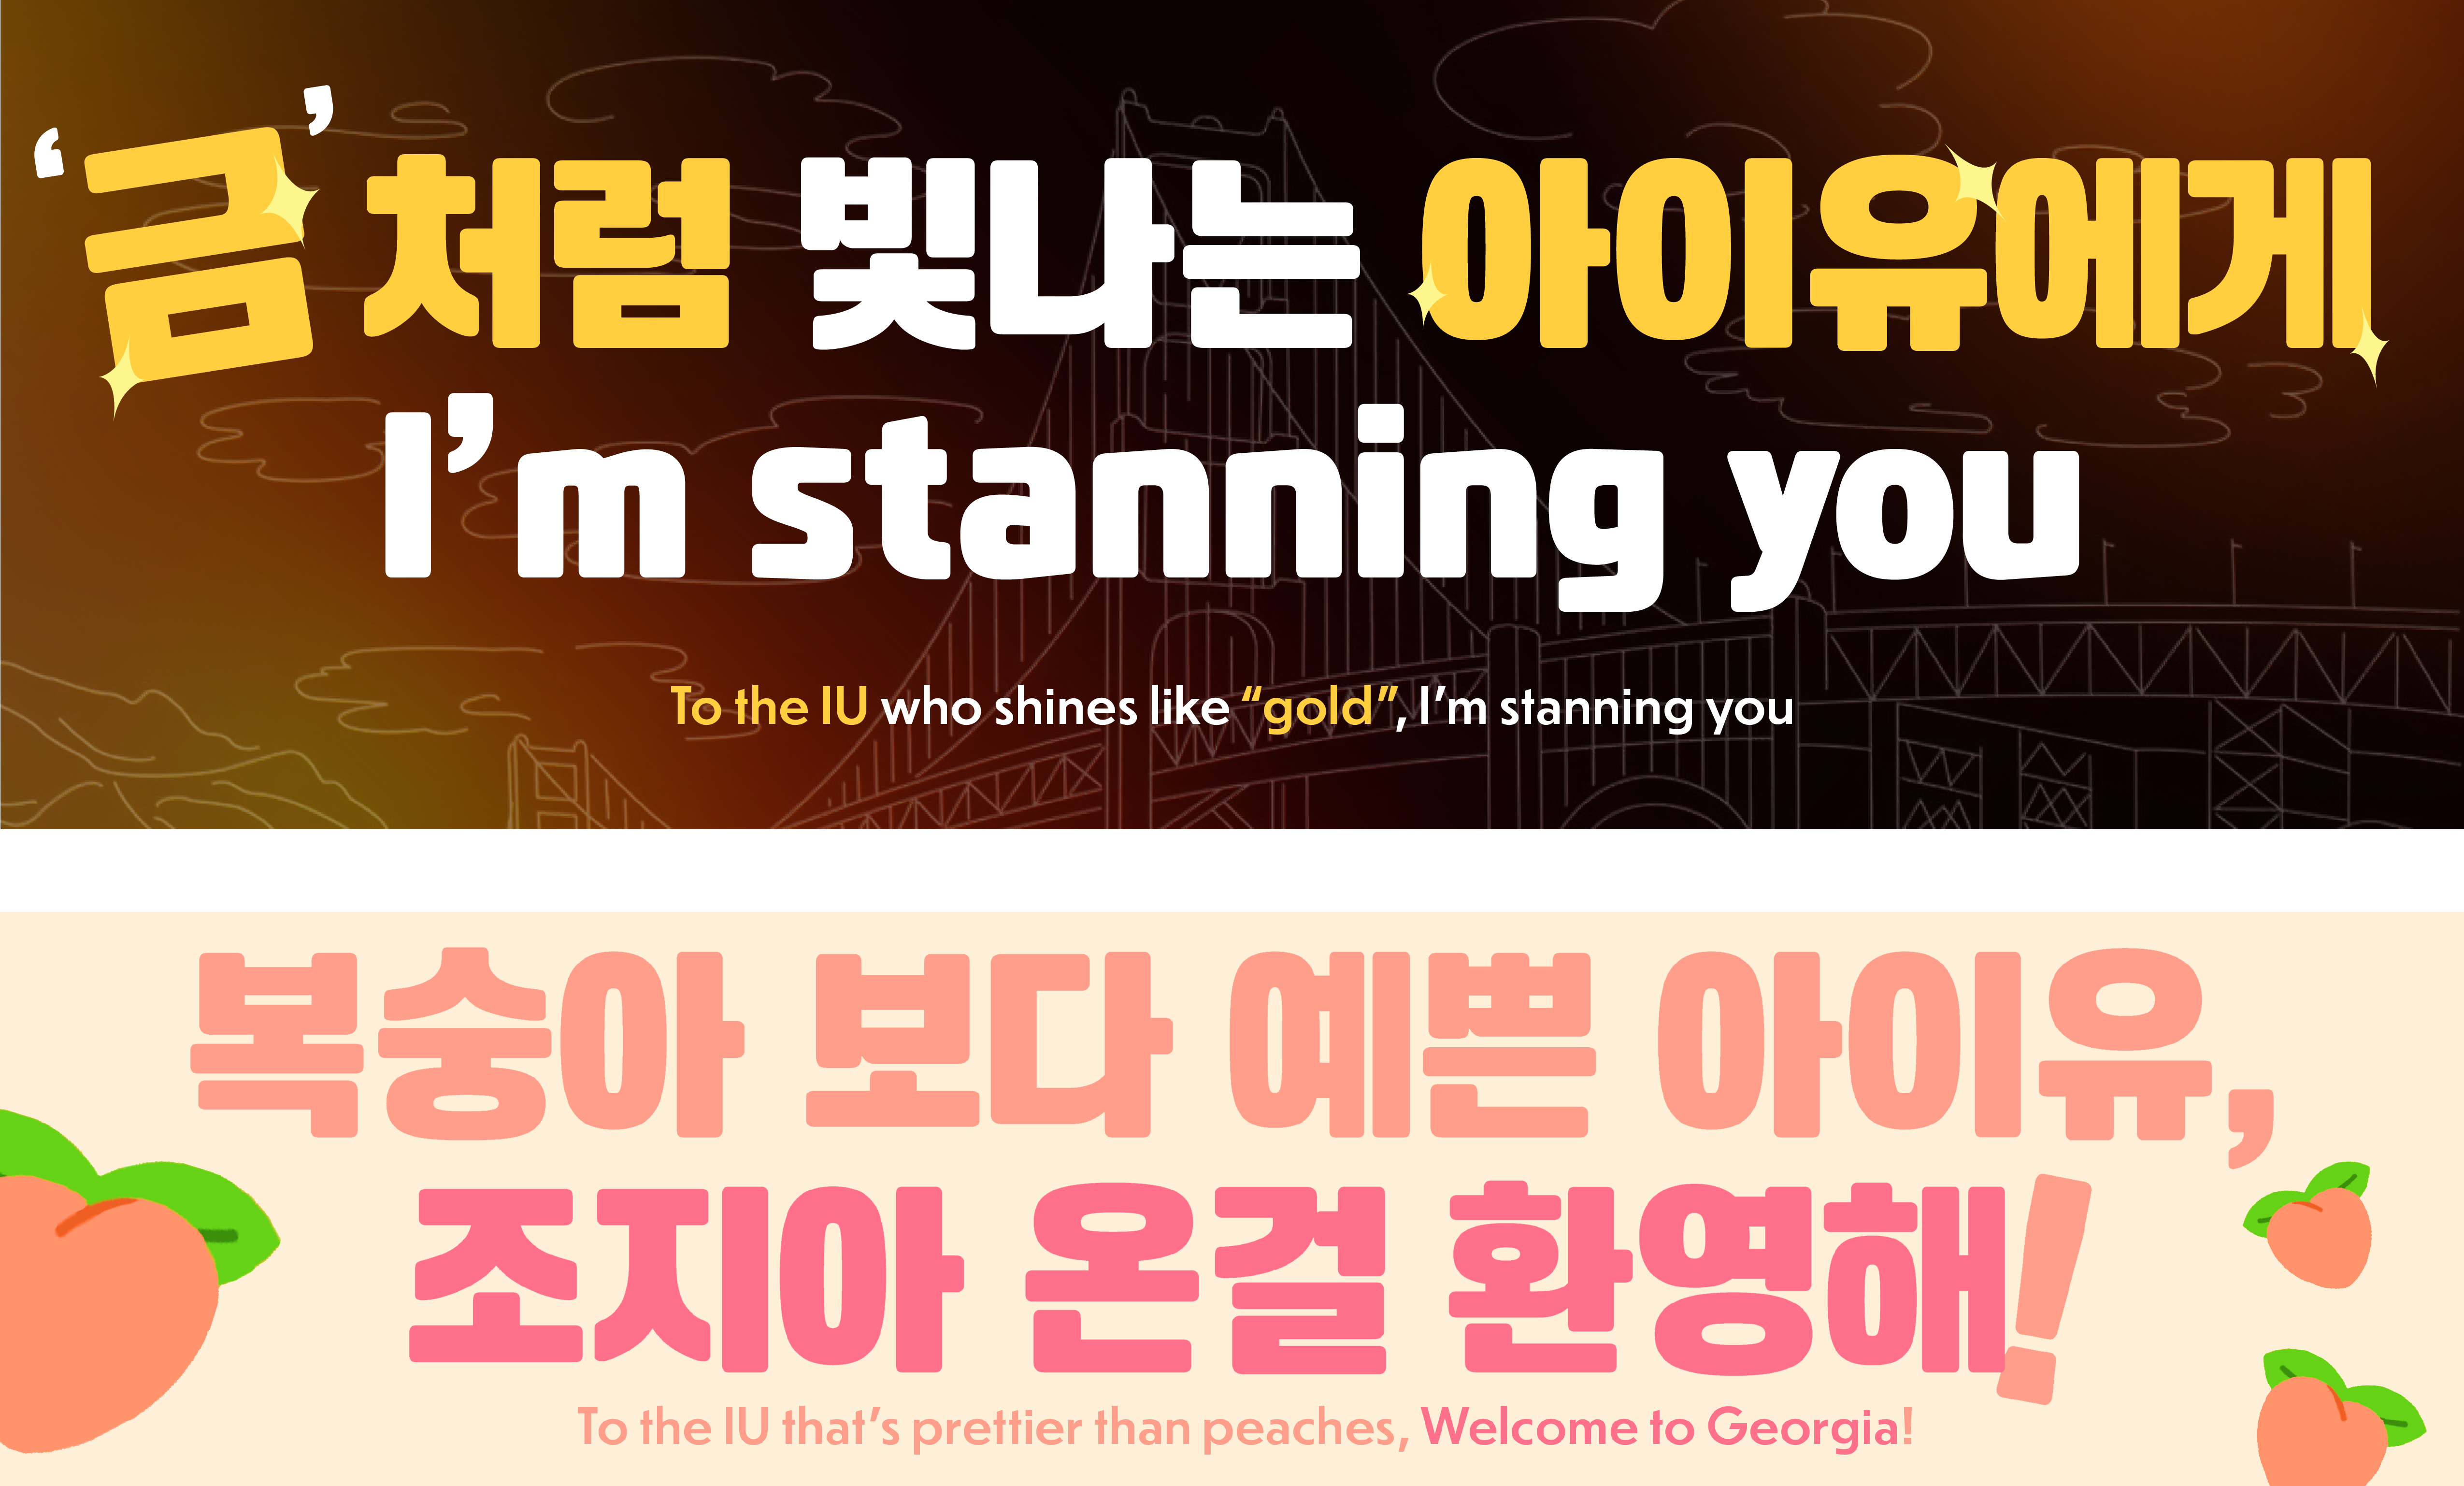 ‘금’처럼 빛나는 아이유에게
I’m stanning you
To the IU who shines like “gold”, I’m stanning you
복숭아 보다 예쁜 아이유,
조지아 온걸 환영해!
To the IU that’s prettier than peaches, Welcome to Georgia!